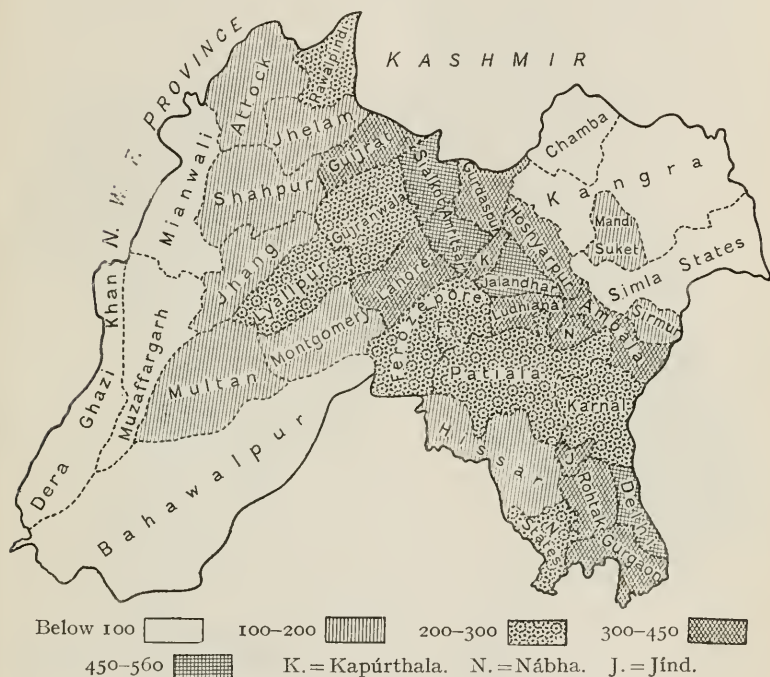 KASHMIR
N. W. F. PROVINCE
Rawalpindi
Attock
Jhelam
Mianwali
Shahpur
Gujrat
Sialkot
Gurdaspur
Chamba
Kangra
Mandi
Suket
Simla States
Sirmur
Hoshyarpur
Amritsar
Gujranwala
Jhang
Lyallpur
Lahore
K.
Jalandhar
Ludhiana
Ambala
N.
Ferozepore
F.
Patiala
Karnal
Montgomery
Multan
Muzaffargarh
Dera Ghazi Khan
Bahawalpur
Hissar
J.
Rohtak
Delhi
Gurgaon
N.
States
Below 100 100–200 200–300 300–450
450–560 K. = Kapúrthala. N. = Nábha. J. = Jínd.